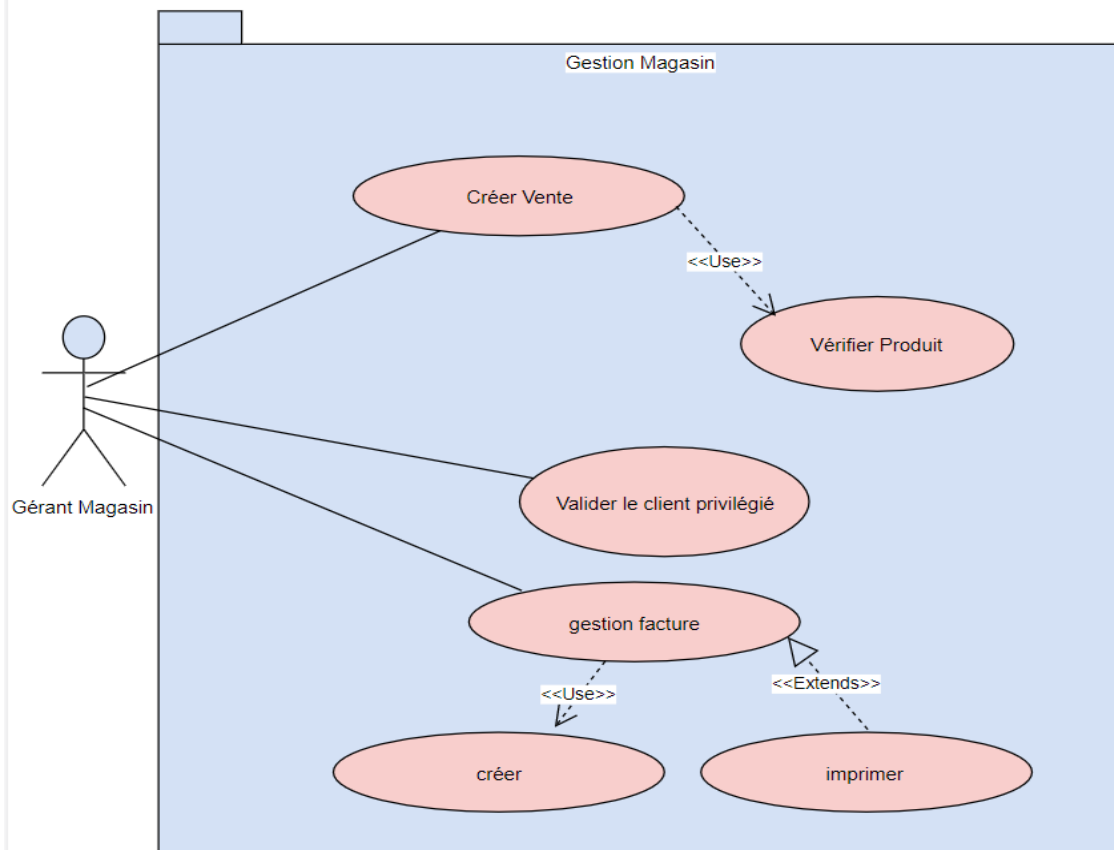 Gestion Magasin
Créer Vente
<<Use>>
Vérifier Produit
Gérant Magasin
Valider le client privilégié
gestion facture
<<Use>>
<<Extends>>
créer
imprimer